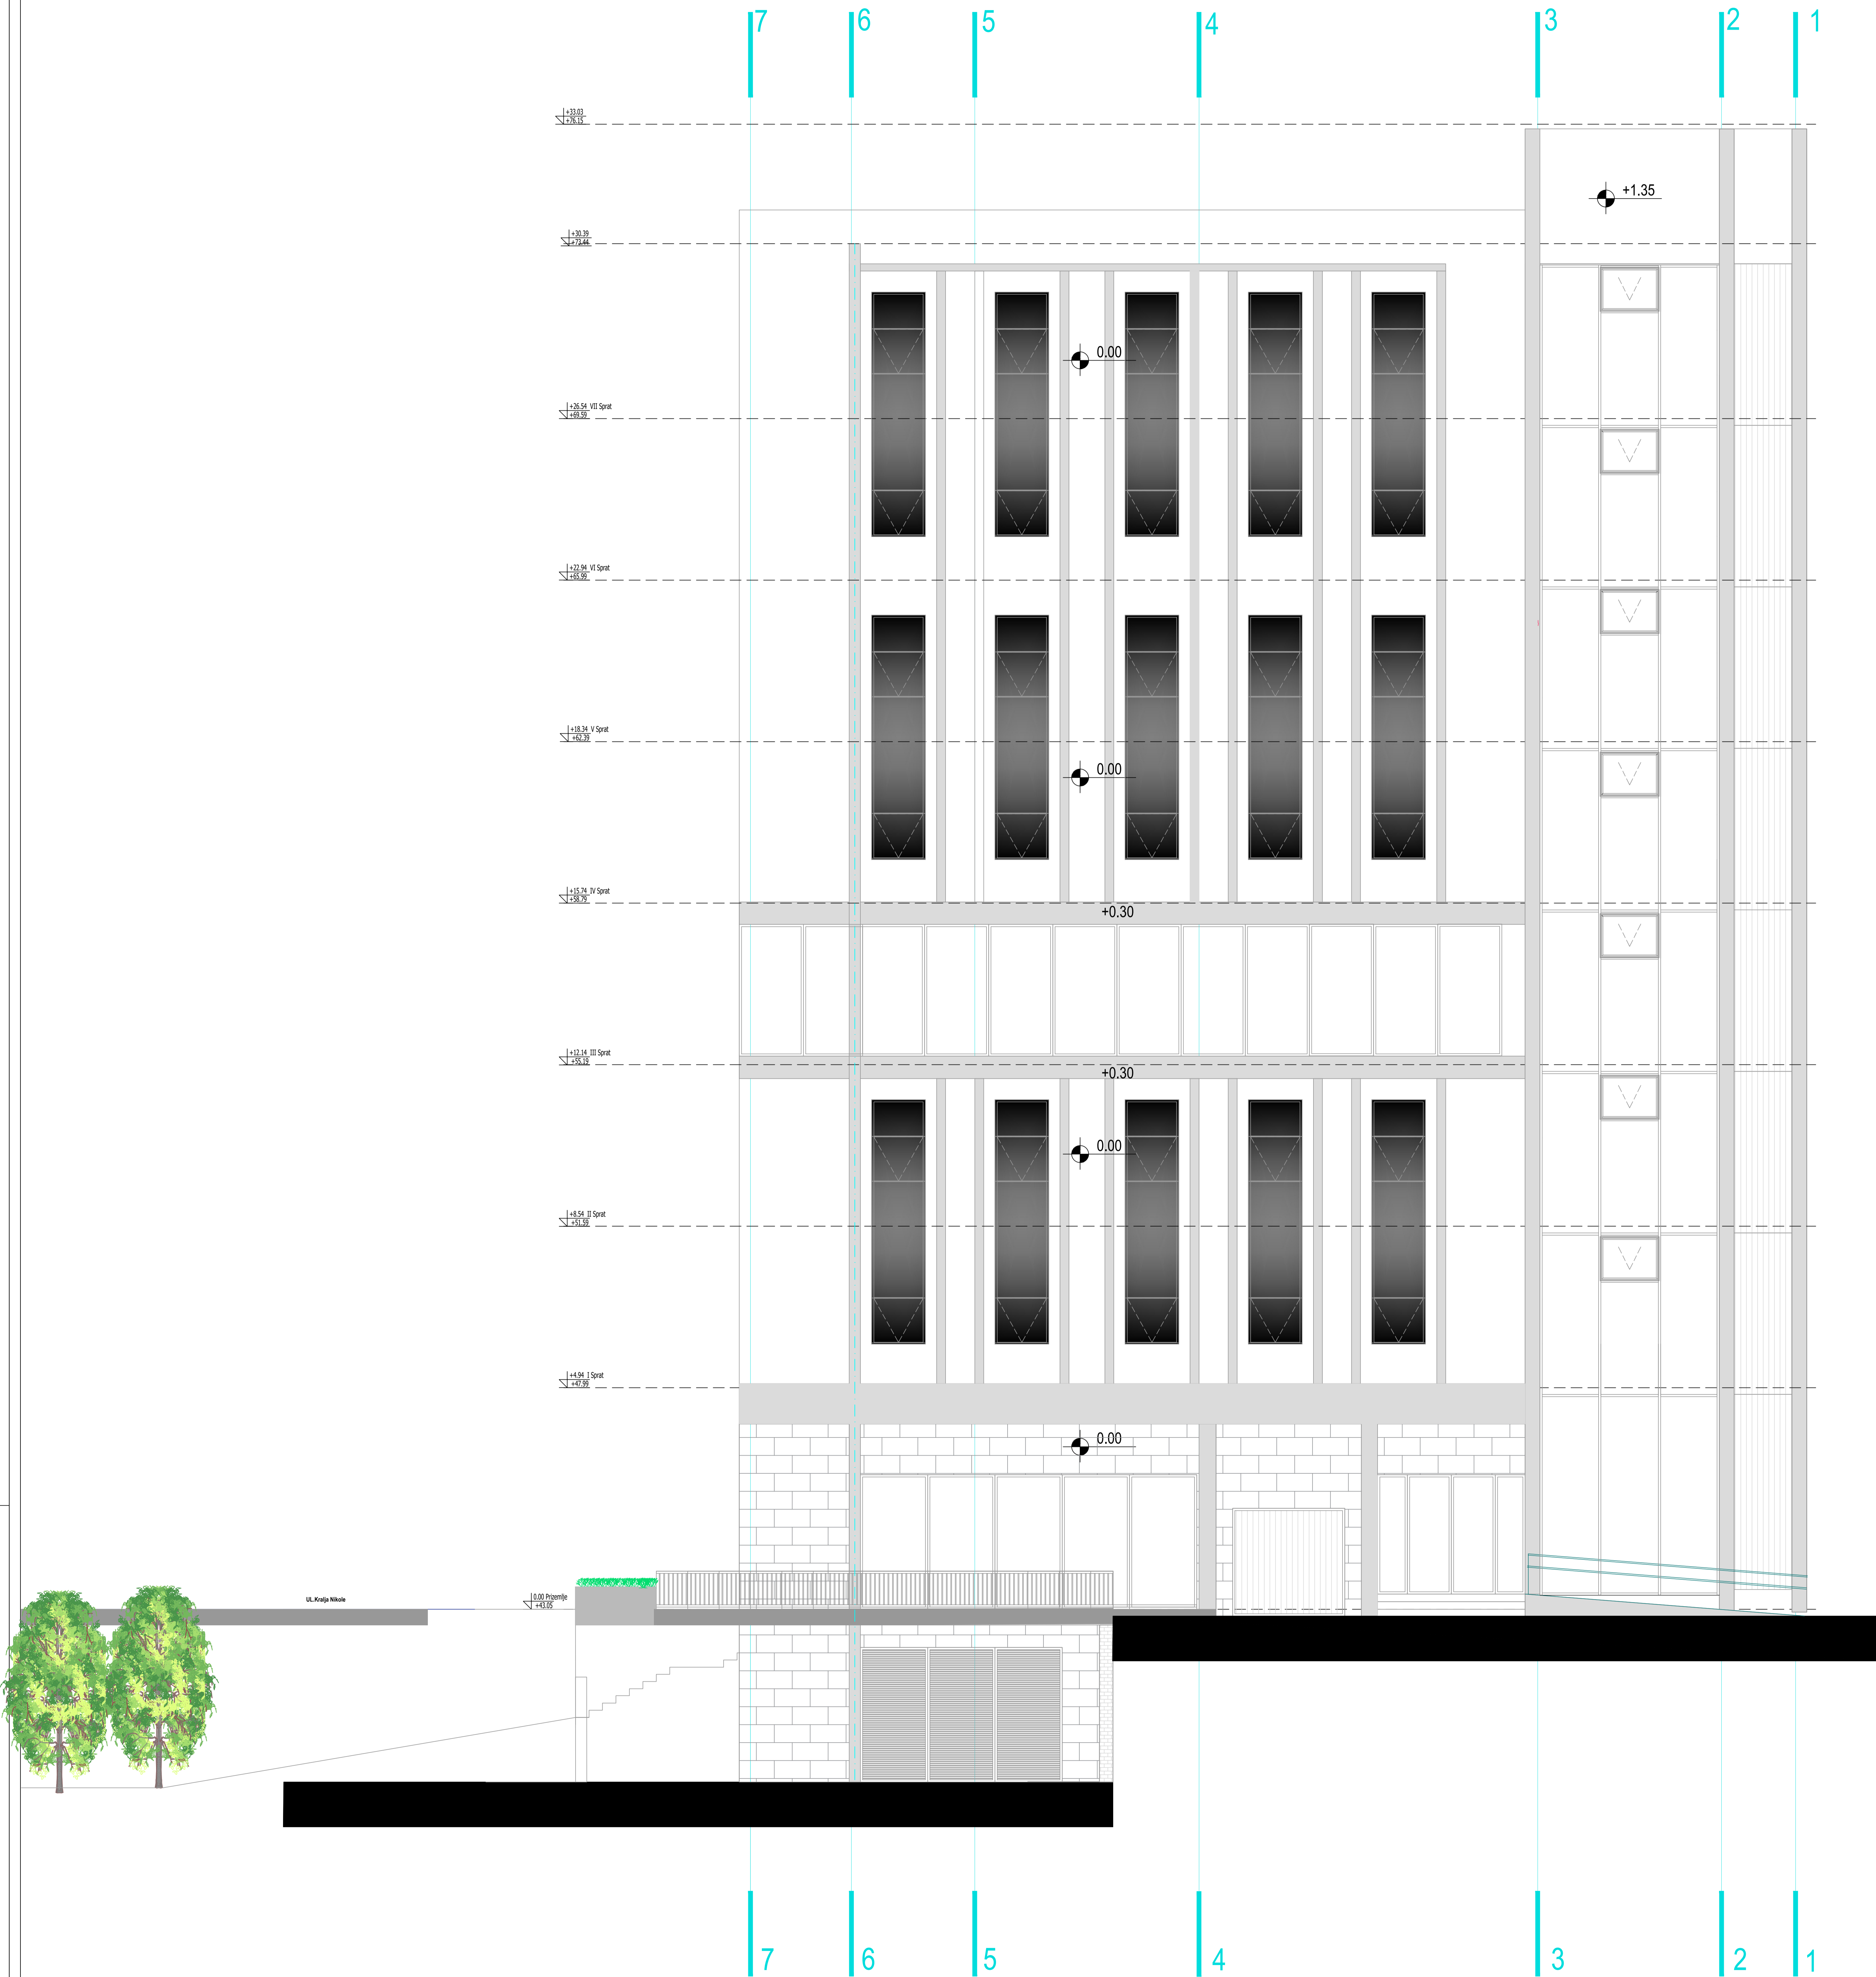 7 6 5 4 3 2 1
+33.03
+76.15
+1.35
+30.39
+73.44
0.00
+26.54 VII Sprat
+69.59
+22.94 VI Sprat
+65.99
+18.34 V Sprat
+62.39
0.00
+15.74 IV Sprat
+58.79
+0.30
+12.14 III Sprat
+55.19
+0.30
0.00
+8.54 II Sprat
+51.59
+4.94 I Sprat
+47.99
0.00
0.00 Prizemlje
+43.05
UL.Kralja Nikole
7 6 5 4 3 2 1